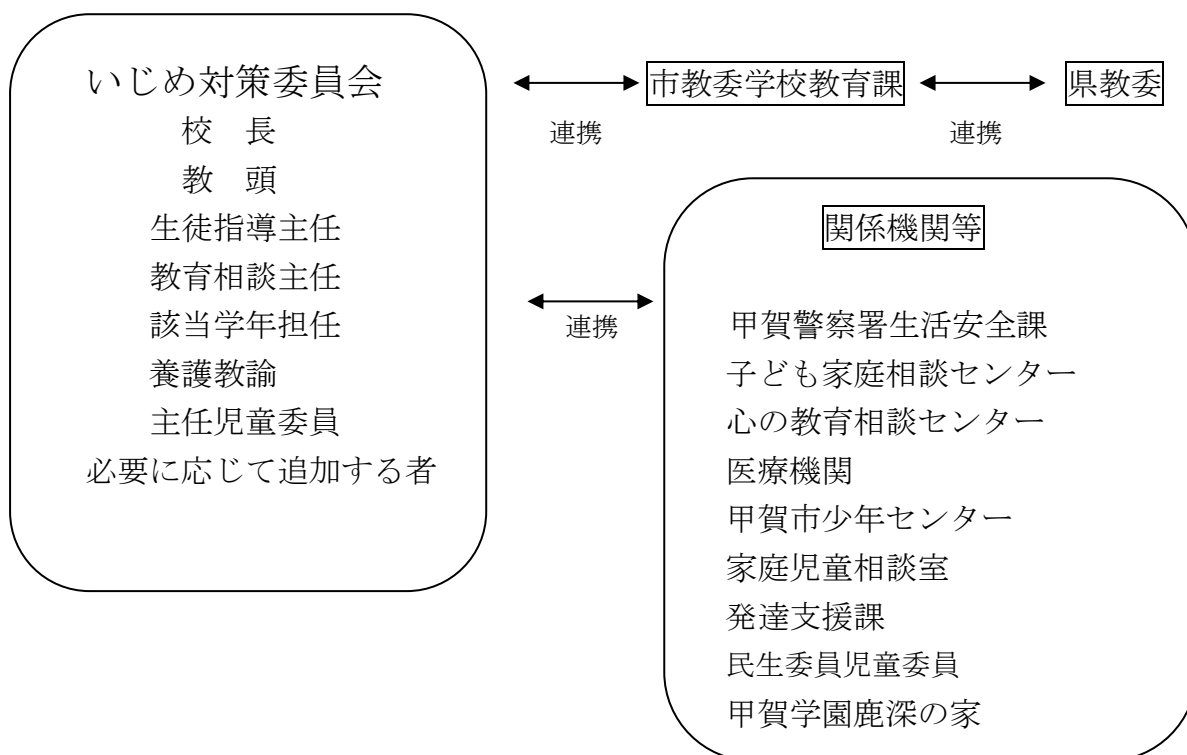 いじめ対策委員会
校　長
教　頭
生徒指導主任
教育相談主任
該当学年担任
養護教諭
主任児童委員
必要に応じて追加する者
市教委学校教育課
県教委
連携
連携
連携
関係機関等
甲賀警察署生活安全課
子ども家庭相談センター
心の教育相談センター
医療機関
甲賀市少年センター
家庭児童相談室
発達支援課
民生委員児童委員
甲賀学園鹿深の家